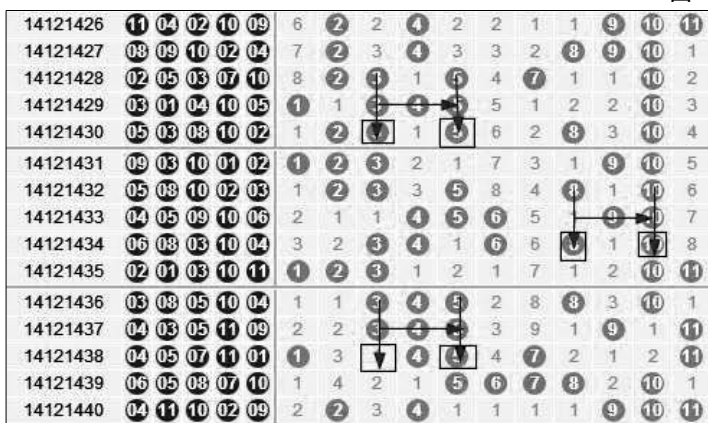 14121426 11 04 02 10 09 6 2 2 4 2 2 1 1 9 10 11
14121427 08 09 10 02 04 7 2 3 4 3 3 2 8 9 10 1
14121428 02 05 03 07 10 8 2 3 1 5 4 7 1 1 10 2
14121429 03 01 04 10 05 1 1 3 4 5 5 1 2 2 10 3
14121430 05 03 08 10 02 1 2 3 1 5 6 2 8 3 10 4
14121431 09 03 10 01 02 1 2 3 2 1 7 3 1 9 10 5
14121432 05 08 10 02 03 1 2 3 3 5 8 4 8 1 10 6
14121433 04 05 09 10 06 2 1 1 4 5 6 5 1 9 10 7
14121434 06 08 03 10 04 3 2 3 4 1 6 6 8 1 10 8
14121435 02 01 03 10 11 1 2 3 1 2 1 7 1 2 10 11
14121436 03 08 05 10 04 1 1 3 4 5 2 8 8 3 10 1
14121437 04 03 05 11 09 2 2 3 4 5 3 9 1 9 1 11
14121438 04 05 07 11 01 1 3 4 5 4 7 2 1 2 11
14121439 06 05 08 07 10 1 4 2 1 5 6 7 8 2 10 1
14121440 04 11 10 02 09 2 2 3 4 1 1 1 1 9 10 11